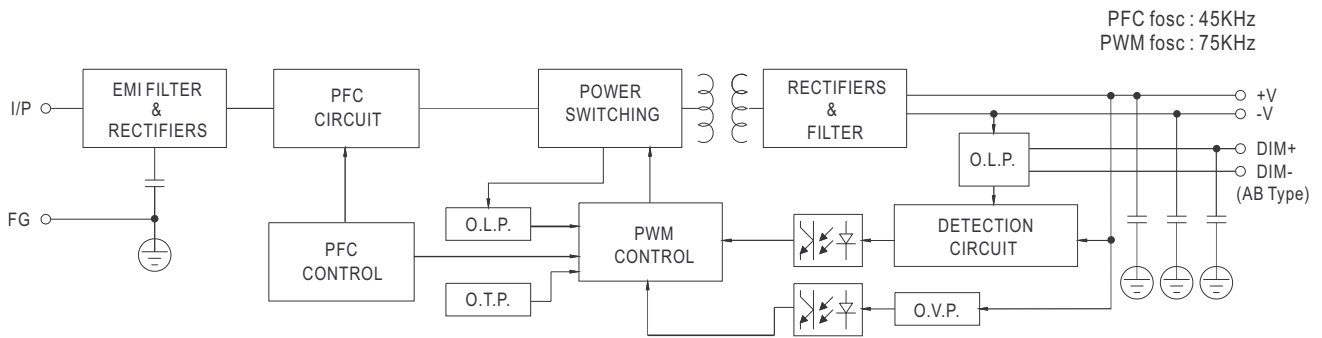 PFC fosc : 45KHz
PWM fosc : 75KHz
I/P
EMI FILTER
&
RECTIFIERS
PFC
CIRCUIT
POWER
SWITCHING
RECTIFIERS
&
FILTER
+V
-V
O.L.P.
DIM+
DIM-
(AB Type)
FG
O.L.P.
PFC
CONTROL
PWM
CONTROL
DETECTION
CIRCUIT
O.T.P.
O.V.P.